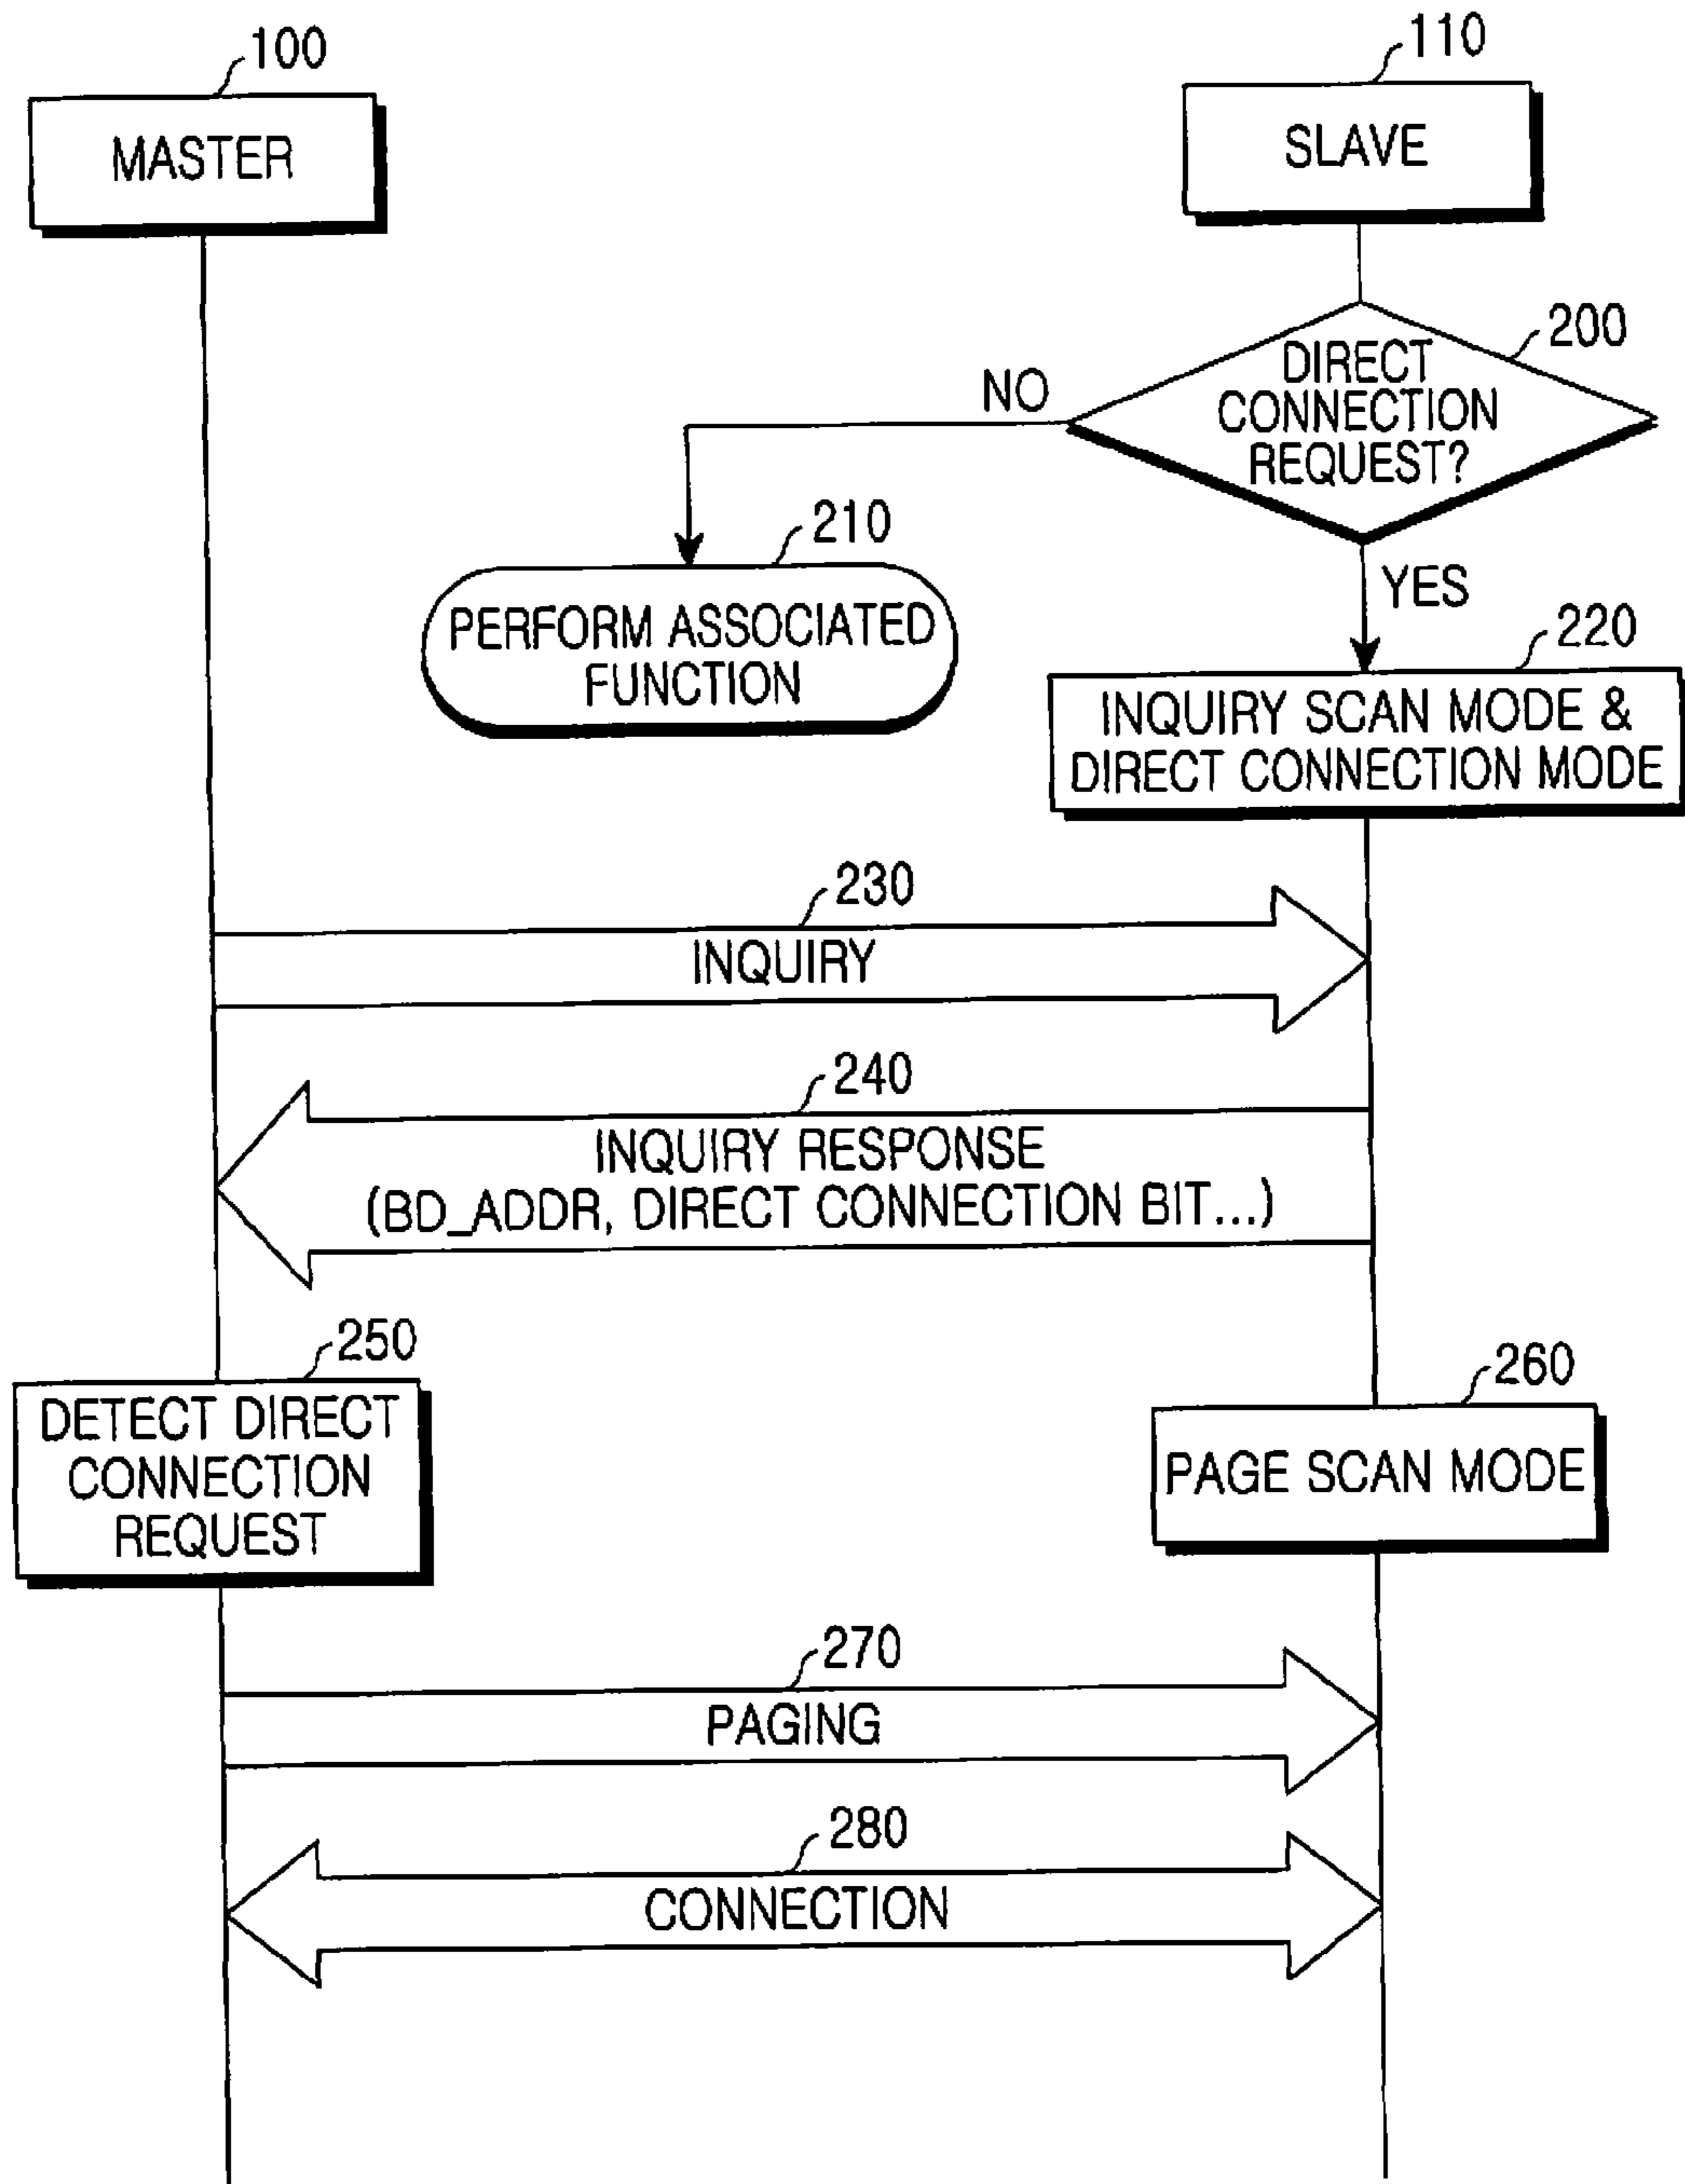 100
110
MASTER
SLAVE
200
DIRECT
CONNECTION
REQUEST?
NO
210
YES
PERFORM ASSOCIATED
FUNCTION
220
INQUIRY SCAN MODE &
DIRECT CONNECTION MODE
230
INQUIRY
240
INQUIRY RESPONSE
(BD_ADDR, DIRECT CONNECTION BIT...)
250
DETECT DIRECT
CONNECTION
REQUEST
260
PAGE SCAN MODE
270
PAGING
280
CONNECTION